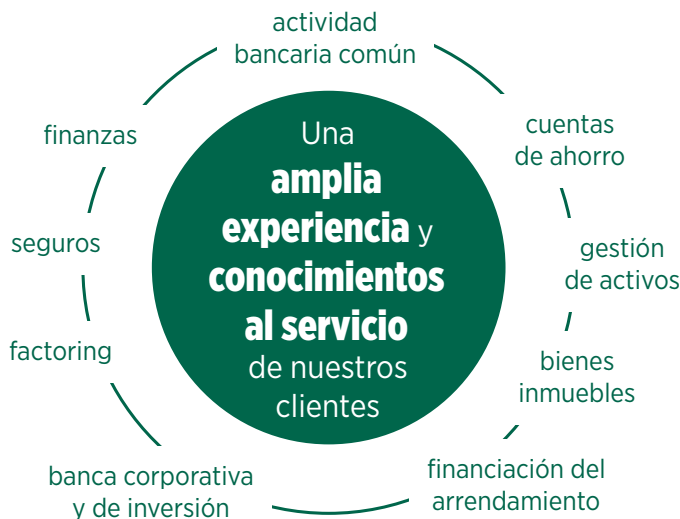 actividad
bancaria común
cuentas
de ahorro
gestión
de activos
bienes
inmuebles
financiación del
arrendamiento
banca corporativa
y de inversión
factoring
seguros
finanzas
Una
amplia
experiencia y
conocimientos
al servicio
de nuestros
clientes